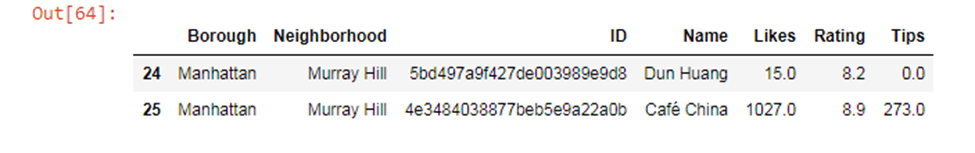 Out[64]:
Borough Neighborhood ID Name Likes Rating Tips
24 Manhattan Murray Hill 5bd497a9f427de003989e9d8 Dun Huang 15.0 8.2 0.0
25 Manhattan Murray Hill 4e3484038877beb5e9a22a0b Café China 1027.0 8.9 273.0